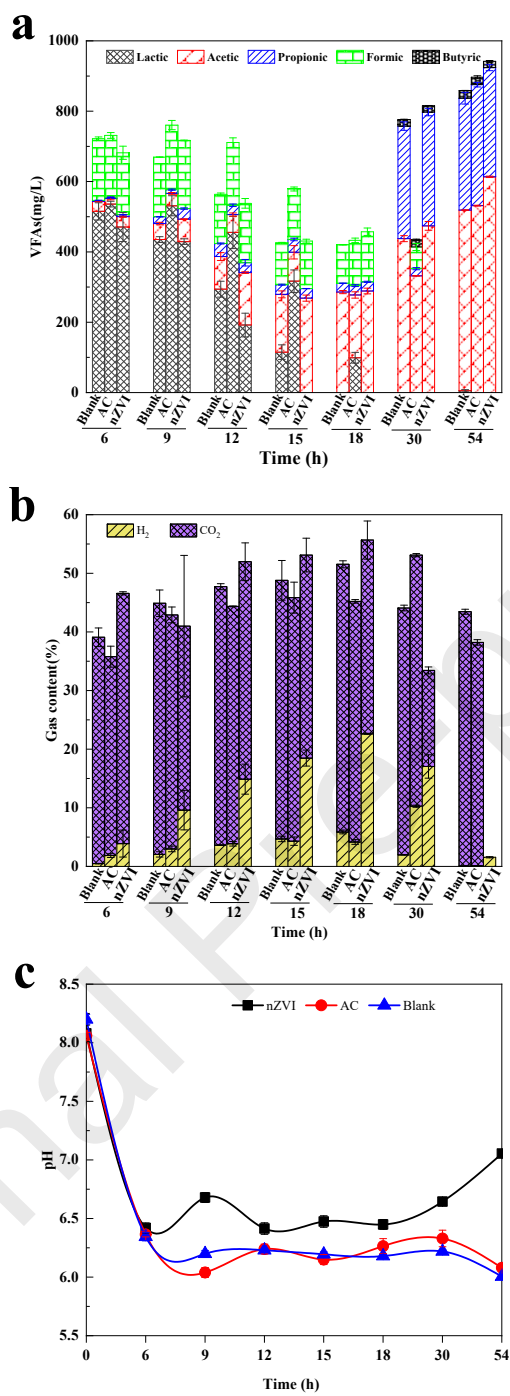 a
1000
Lactic Acetic Propionic Formic Butyric
800
600
400
200
0
VFAs(mg/L)
Blank AC nZVI Blank AC nZVI Blank AC nZVI Blank AC nZVI Blank AC nZVI Blank AC nZVI Blank AC nZVI
6 9 12 15 18 30 54
Time (h)
b
60
H₂ CO₂
50
40
30
20
10
0
Gas content(%)
Blank AC nZVI Blank AC nZVI Blank AC nZVI Blank AC nZVI Blank AC nZVI Blank AC nZVI Blank AC nZVI
6 9 12 15 18 30 54
Time (h)
c
8.5
nZVI AC Blank
8.0
7.5
7.0
6.5
6.0
5.5
pH
0 6 9 12 15 18 30 54
Time (h)
nal Pre-p